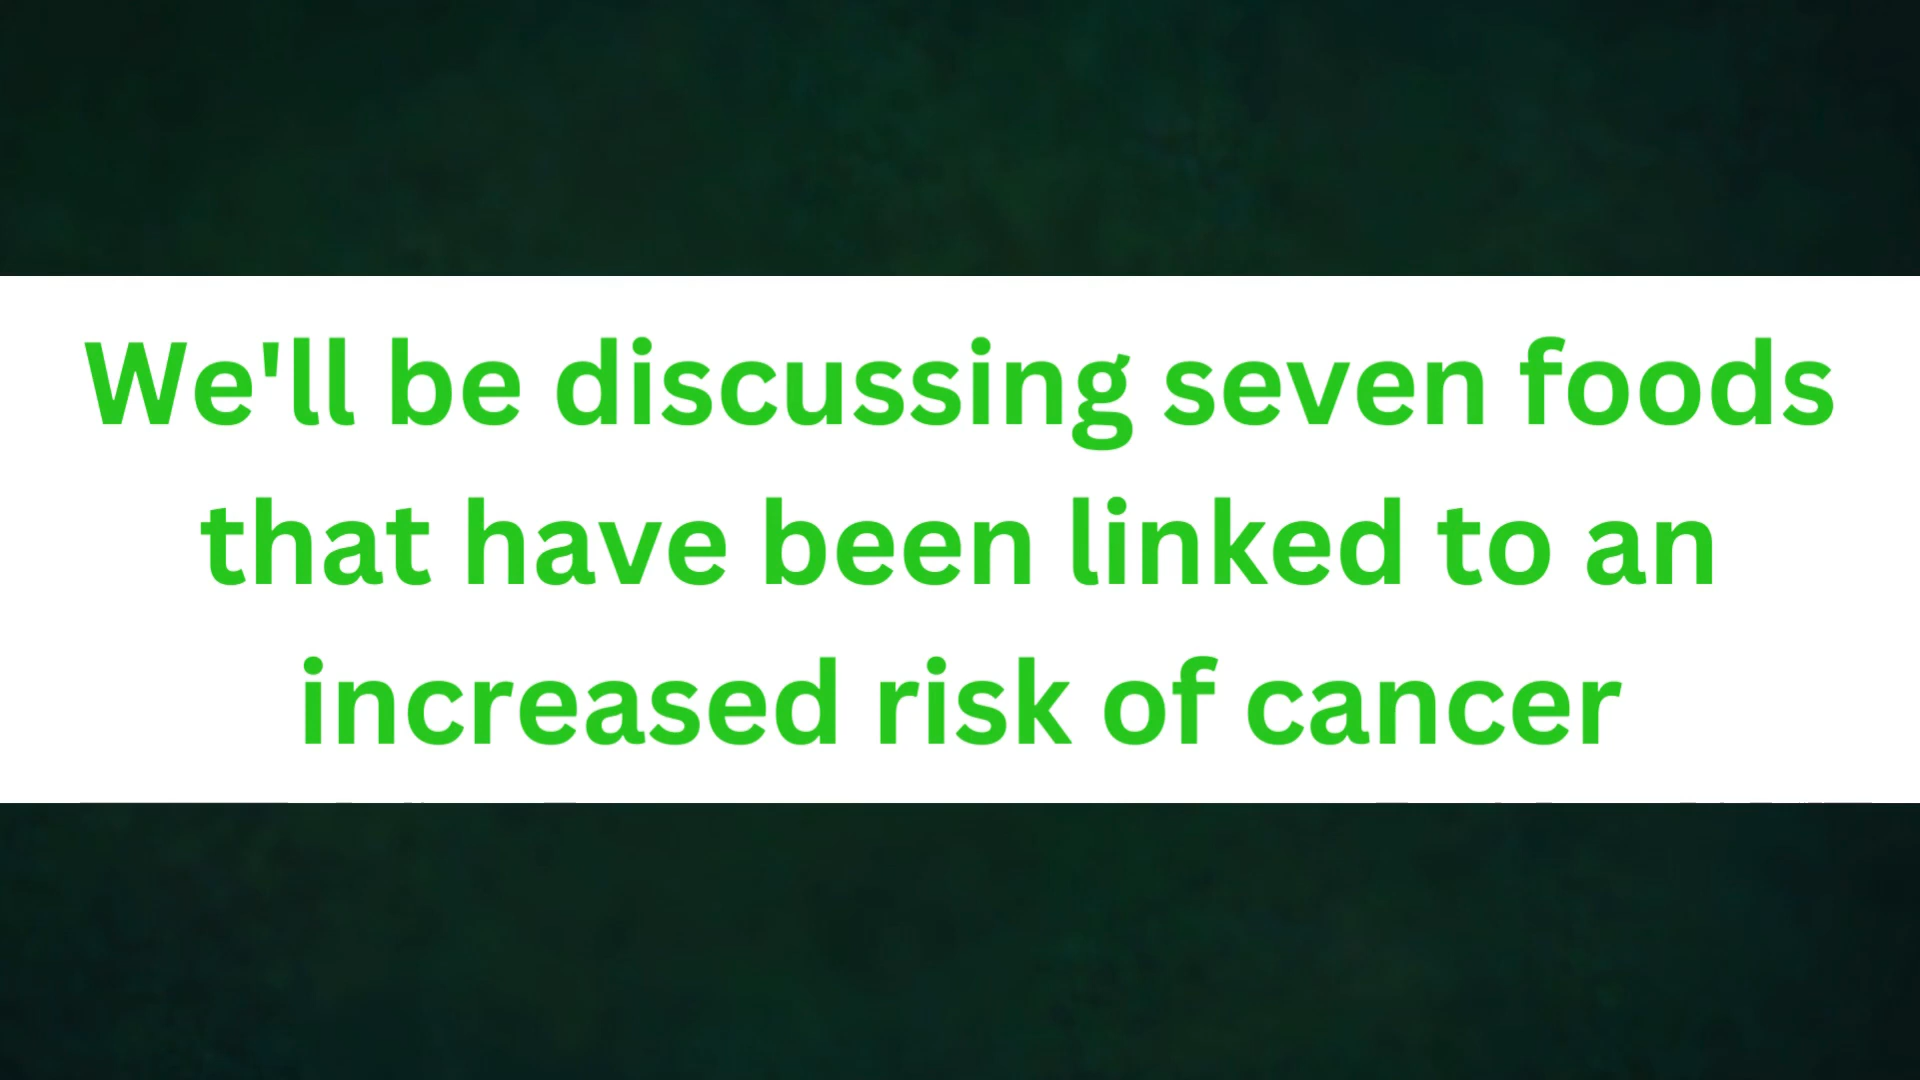 We'll be discussing seven foods
that have been linked to an
increased risk of cancer